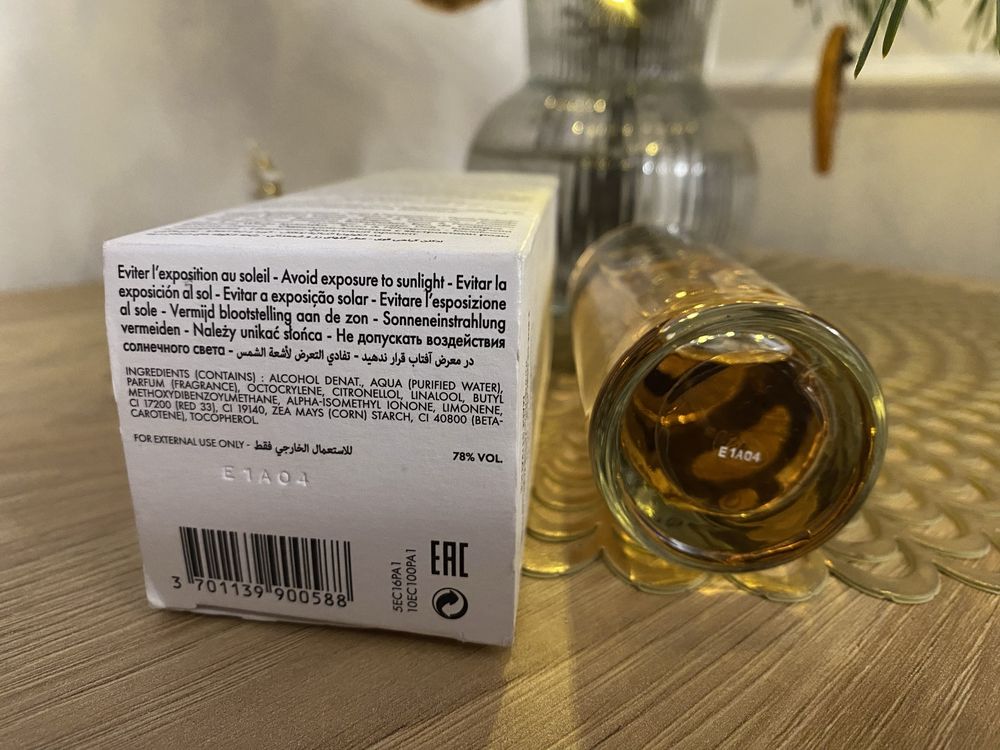 Eviter l'exposition au soleil - Avoid exposure to sunlight - Evitar la
exposición al sol - Evitar a exposição solar - Evitare l'esposizione
al sole - Vermijd blootstelling aan de zon - Sonneneinstrahlung
vermeiden - Należy unikać słońca - Не допускать воздействия
солнечного света - در معرض آفتاب قرار ندهید - تفادي التعرض لأشعة الشمس
INGREDIENTS (CONTAINS) : ALCOHOL DENAT., AQUA (PURIFIED WATER),
PARFUM (FRAGRANCE), OCTOCRYLENE, CITRONELLOL, LINALOOL, BUTYL
METHOXYDIBENZOYLMETHANE, ALPHA-ISOMETHYL IONONE, LIMONENE,
CI 17200 (RED 33), CI 19140, ZEA MAYS (CORN) STARCH, CI 40800 (BETA-
CAROTENE), TOCOPHEROL.
FOR EXTERNAL USE ONLY - للاستعمال الخارجي فقط
78% VOL.
E1A04
3 701139 900588
5EC16PA1
10EC100PA1
EAC
E1A04